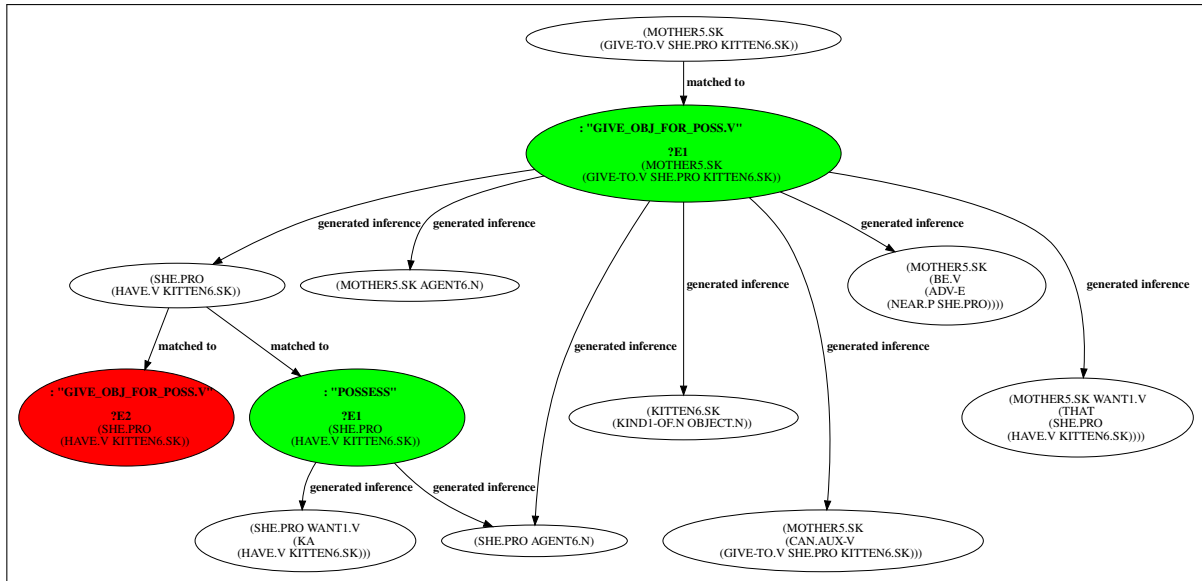 (MOTHER5.SK
(GIVE-TO.V SHE.PRO KITTEN6.SK))
matched to
: "GIVE_OBJ_FOR_POSS.V"
?E1
(MOTHER5.SK
(GIVE-TO.V SHE.PRO KITTEN6.SK))
generated inference
generated inference
generated inference
(SHE.PRO
(HAVE.V KITTEN6.SK))
(MOTHER5.SK AGENT6.N)
generated inference
(MOTHER5.SK
(BE.V
(ADV-E
(NEAR.P SHE.PRO))))
generated inference
matched to
matched to
generated inference
generated inference
: "GIVE_OBJ_FOR_POSS.V"
?E2
(SHE.PRO
(HAVE.V KITTEN6.SK))
: "POSSESS"
?E1
(SHE.PRO
(HAVE.V KITTEN6.SK))
(KITTEN6.SK
(KIND1-OF.N OBJECT.N))
(MOTHER5.SK WANT1.V
(THAT
(SHE.PRO
(HAVE.V KITTEN6.SK))))
generated inference
generated inference
(SHE.PRO WANT1.V
(KA
(HAVE.V KITTEN6.SK)))
(SHE.PRO AGENT6.N)
(MOTHER5.SK
(CAN.AUX-V
(GIVE-TO.V SHE.PRO KITTEN6.SK)))